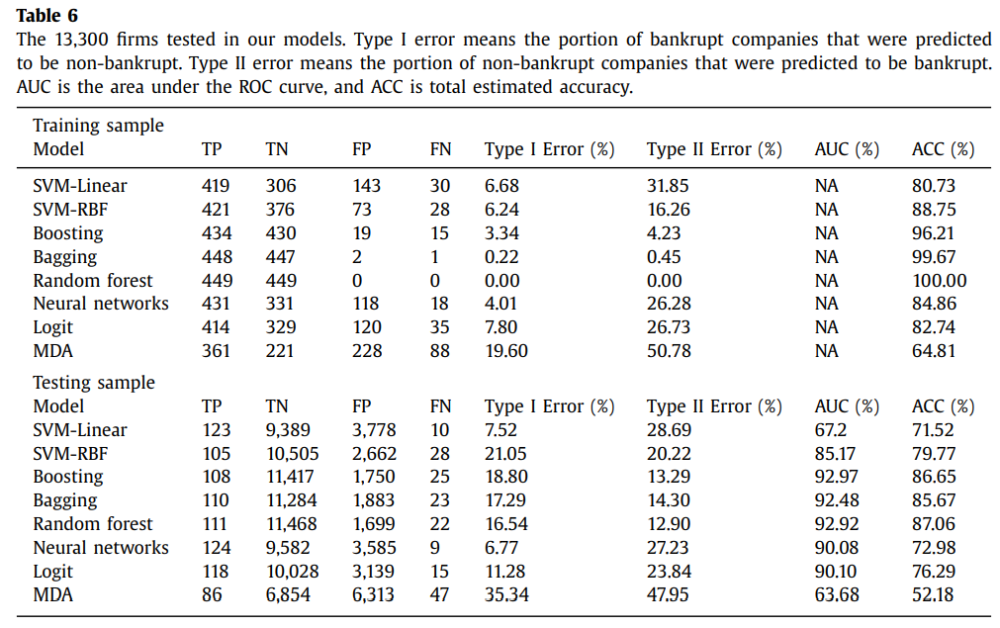 Table 6
The 13,300 firms tested in our models. Type I error means the portion of bankrupt companies that were predicted
to be non-bankrupt. Type II error means the portion of non-bankrupt companies that were predicted to be bankrupt.
AUC is the area under the ROC curve, and ACC is total estimated accuracy.
Training sample
Model TP TN FP FN Type I Error (%) Type II Error (%) AUC (%) ACC (%)
SVM-Linear 419 306 143 30 6.68 31.85 NA 80.73
SVM-RBF 421 376 73 28 6.24 16.26 NA 88.75
Boosting 434 430 19 15 3.34 4.23 NA 96.21
Bagging 448 447 2 1 0.22 0.45 NA 99.67
Random forest 449 449 0 0 0.00 0.00 NA 100.00
Neural networks 431 331 118 18 4.01 26.28 NA 84.86
Logit 414 329 120 35 7.80 26.73 NA 82.74
MDA 361 221 228 88 19.60 50.78 NA 64.81
Testing sample
Model TP TN FP FN Type I Error (%) Type II Error (%) AUC (%) ACC (%)
SVM-Linear 123 9,389 3,778 10 7.52 28.69 67.2 71.52
SVM-RBF 105 10,505 2,662 28 21.05 20.22 85.17 79.77
Boosting 108 11,417 1,750 25 18.80 13.29 92.97 86.65
Bagging 110 11,284 1,883 23 17.29 14.30 92.48 85.67
Random forest 111 11,468 1,699 22 16.54 12.90 92.92 87.06
Neural networks 124 9,582 3,585 9 6.77 27.23 90.08 72.98
Logit 118 10,028 3,139 15 11.28 23.84 90.10 76.29
MDA 86 6,854 6,313 47 35.34 47.95 63.68 52.18